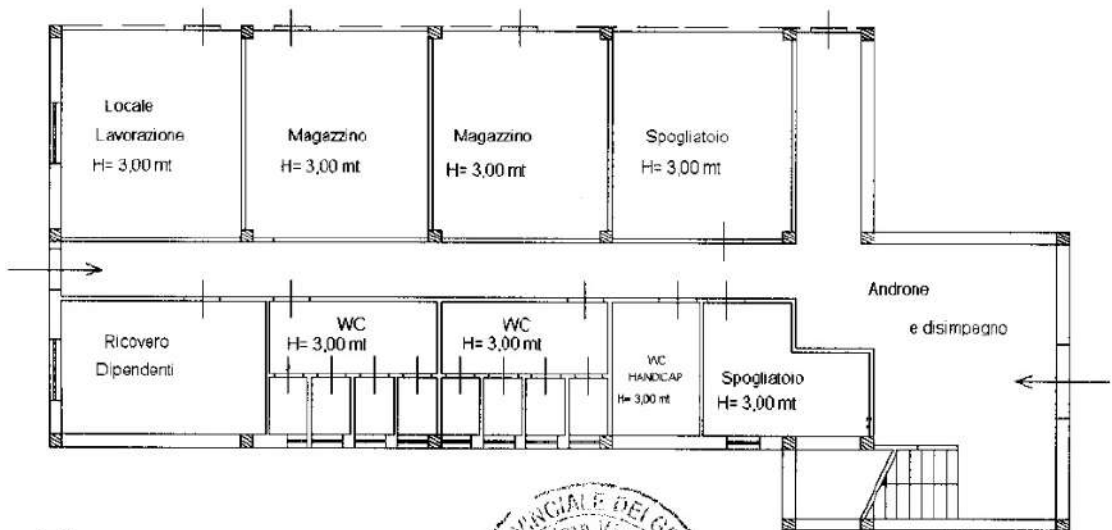 Locale
Lavorazione
H= 3,00 mt
Magazzino
H= 3,00 mt
Magazzino
H= 3,00 mt
Spogliatoio
H= 3,00 mt
Androne
e disimpegno
Ricovero
Dipendenti
WC
H= 3,00 mt
WC
H= 3,00 mt
WC
HANDICAP
H= 3,00 mt
Spogliatoio
H= 3,00 mt
VINCIALE DEI G